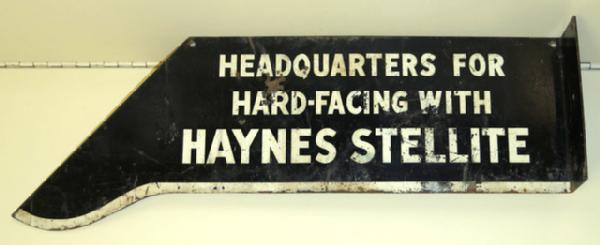 HEADQUARTERS FOR
HARD-FACING WITH
HAYNES STELLITE